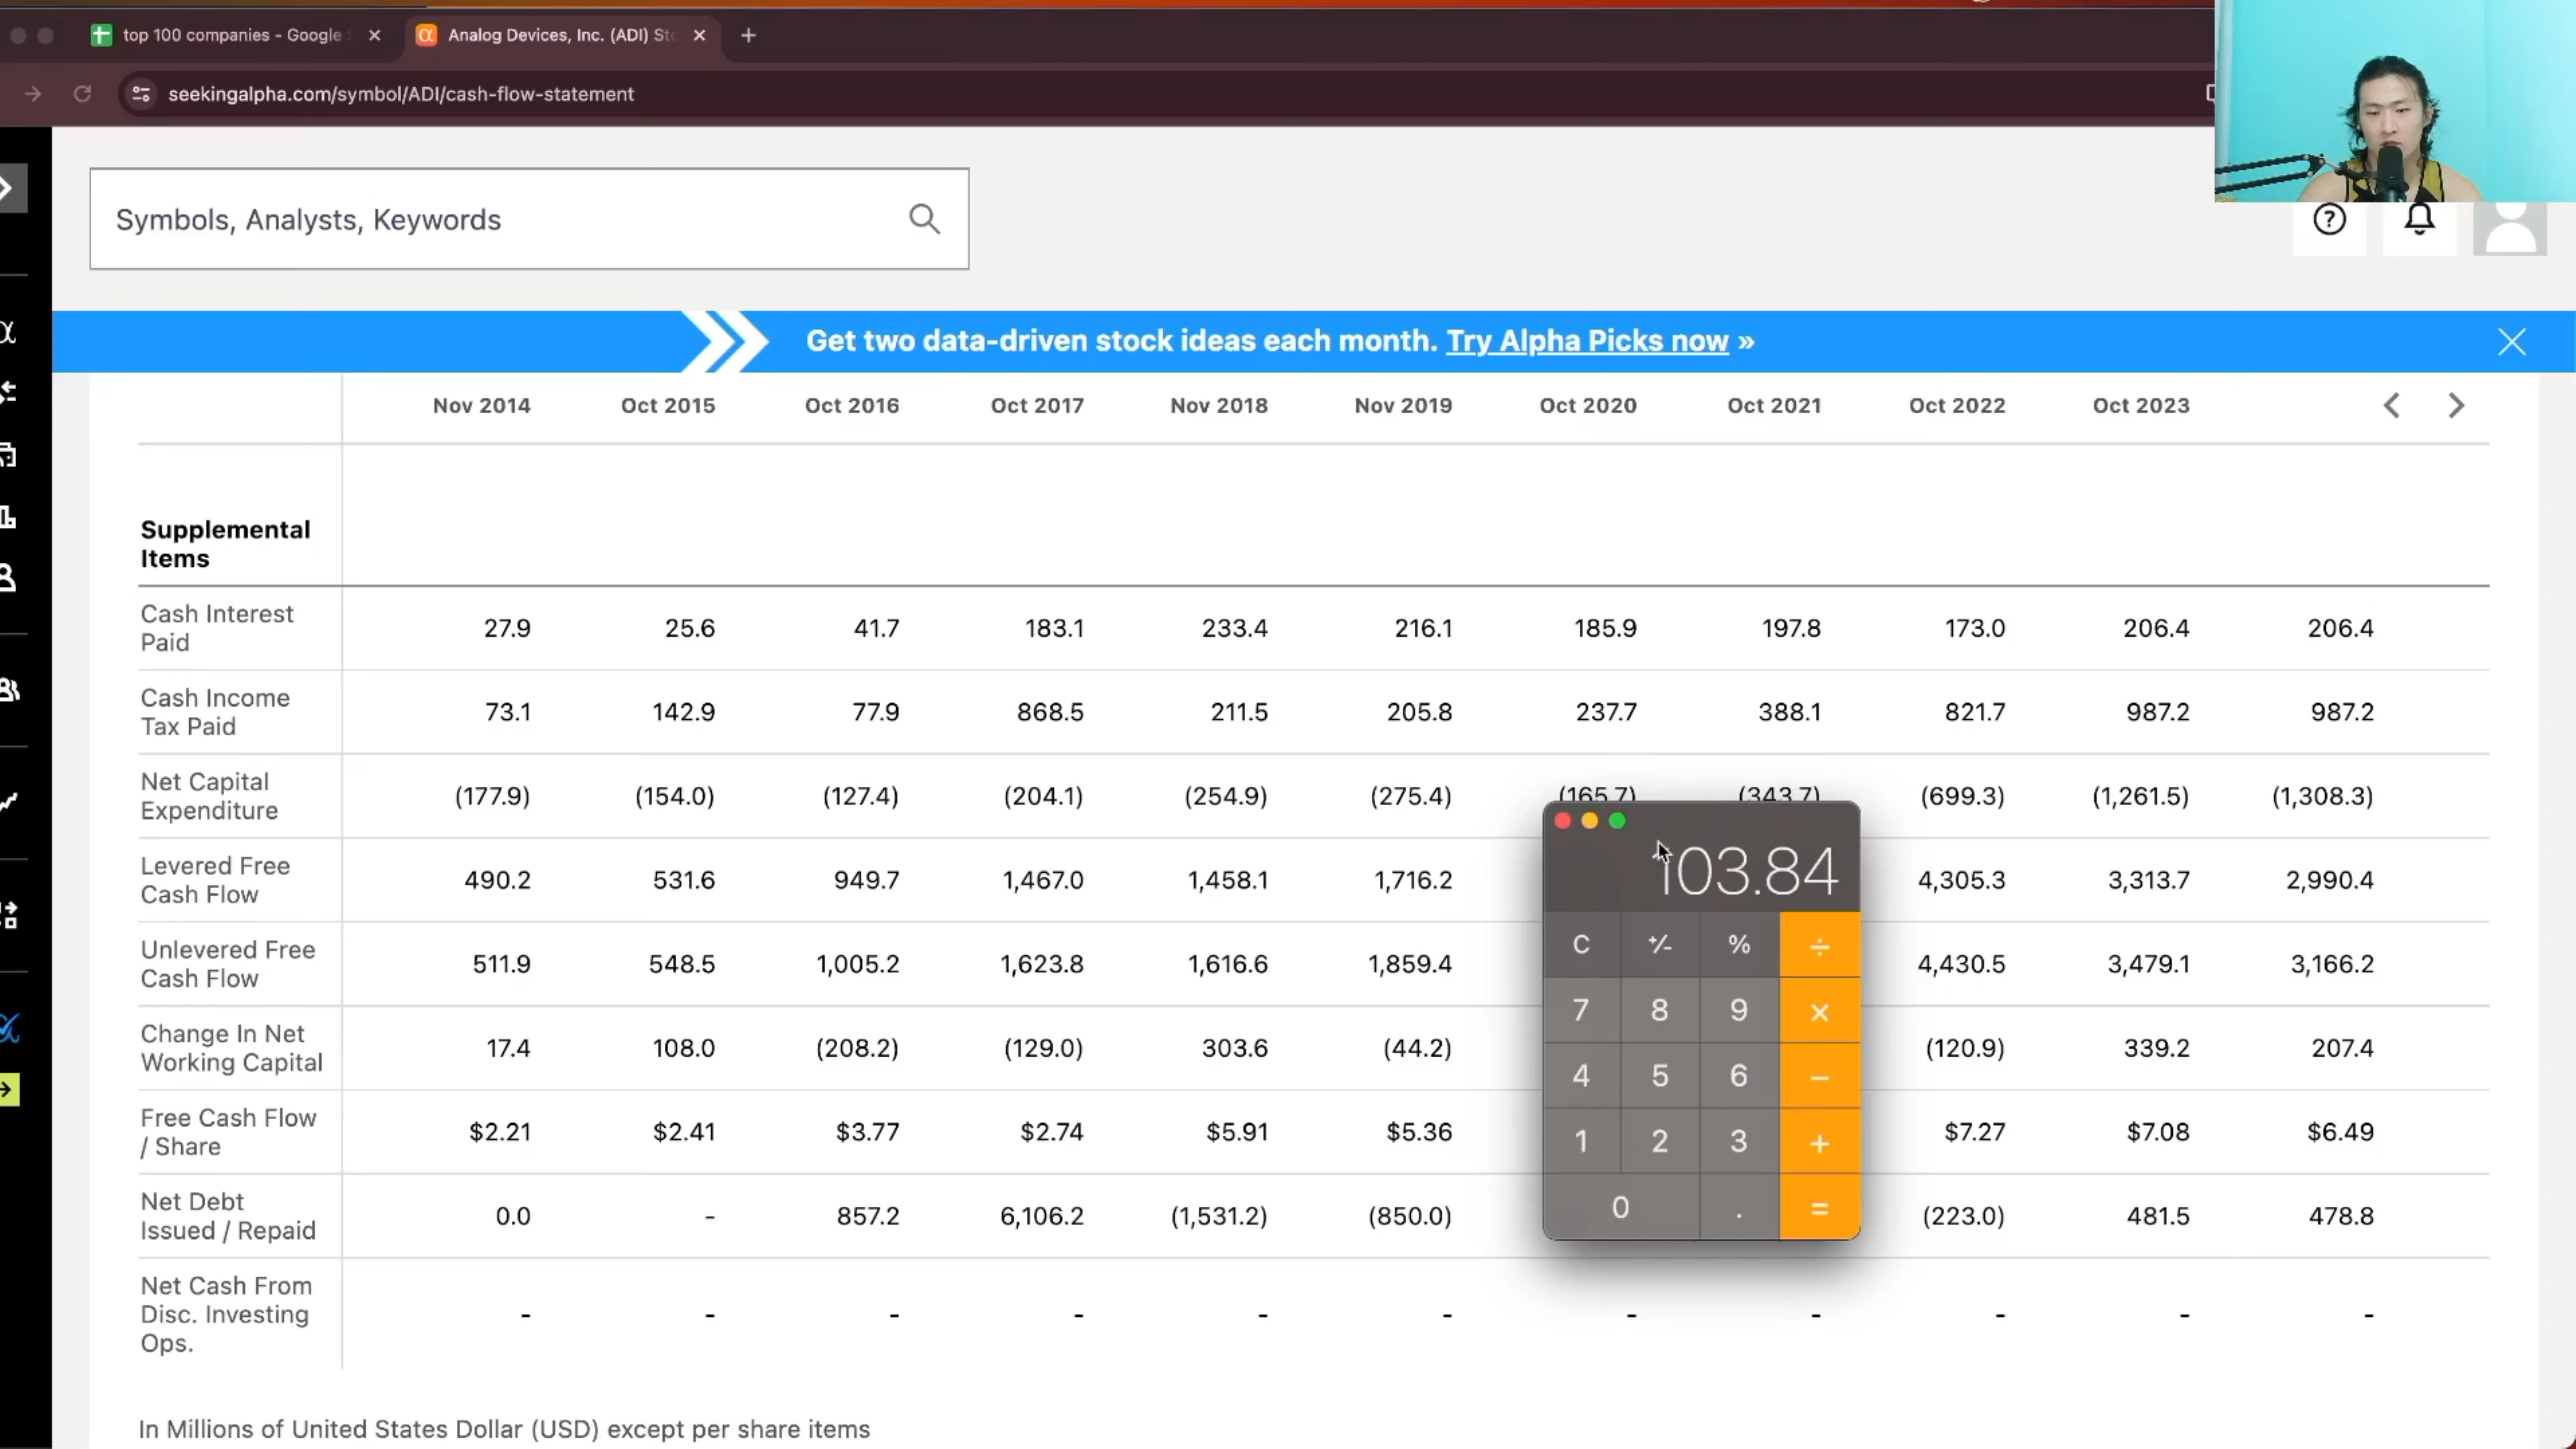 top 100 companies - Google
Analog Devices, Inc. (ADI) St
seekingalpha.com/symbol/ADI/cash-flow-statement
Symbols, Analysts, Keywords
Get two data-driven stock ideas each month. Try Alpha Picks now »
Nov 2014 Oct 2015 Oct 2016 Oct 2017 Nov 2018 Nov 2019 Oct 2020 Oct 2021 Oct 2022 Oct 2023
Supplemental
Items
Cash Interest
Paid
27.9 25.6 41.7 183.1 233.4 216.1 185.9 197.8 173.0 206.4 206.4
Cash Income
Tax Paid
73.1 142.9 77.9 868.5 211.5 205.8 237.7 388.1 821.7 987.2 987.2
Net Capital
Expenditure
(177.9) (154.0) (127.4) (204.1) (254.9) (275.4) (165.7) (343.7) (699.3) (1,261.5) (1,308.3)
Levered Free
Cash Flow
490.2 531.6 949.7 1,467.0 1,458.1 1,716.2 4,305.3 3,313.7 2,990.4
Unlevered Free
Cash Flow
511.9 548.5 1,005.2 1,623.8 1,616.6 1,859.4 4,430.5 3,479.1 3,166.2
Change In Net
Working Capital
17.4 108.0 (208.2) (129.0) 303.6 (44.2) (120.9) 339.2 207.4
Free Cash Flow
/ Share
$2.21 $2.41 $3.77 $2.74 $5.91 $5.36 $7.27 $7.08 $6.49
Net Debt
Issued / Repaid
0.0 - 857.2 6,106.2 (1,531.2) (850.0) (223.0) 481.5 478.8
Net Cash From
Disc. Investing
Ops.
- - - - - - - - - - -
In Millions of United States Dollar (USD) except per share items
103.84
C +/- % ÷
7 8 9 ×
4 5 6 −
1 2 3 +
0 . =